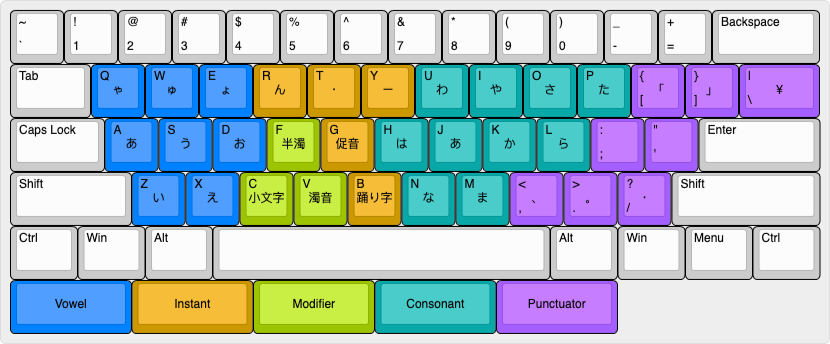 ~ ! @ # $ % ^ & * ( ) _ + Backspace
` 1 2 3 4 5 6 7 8 9 0 - =
Tab Q ゃ W ゅ E ょ R ん T ・ Y ー U わ I や O さ P た { [ 「 } ] 」 | \ ¥
Caps Lock A あ S う D お F 半濁 G 促音 H は J あ K か L ら : ; " ' Enter
Shift Z い X え C 小文字 V 濁音 B 踊り字 N な M ま < , 、 > . 。 ? / ・ Shift
Ctrl Win Alt Alt Win Menu Ctrl
Vowel Instant Modifier Consonant Punctuator